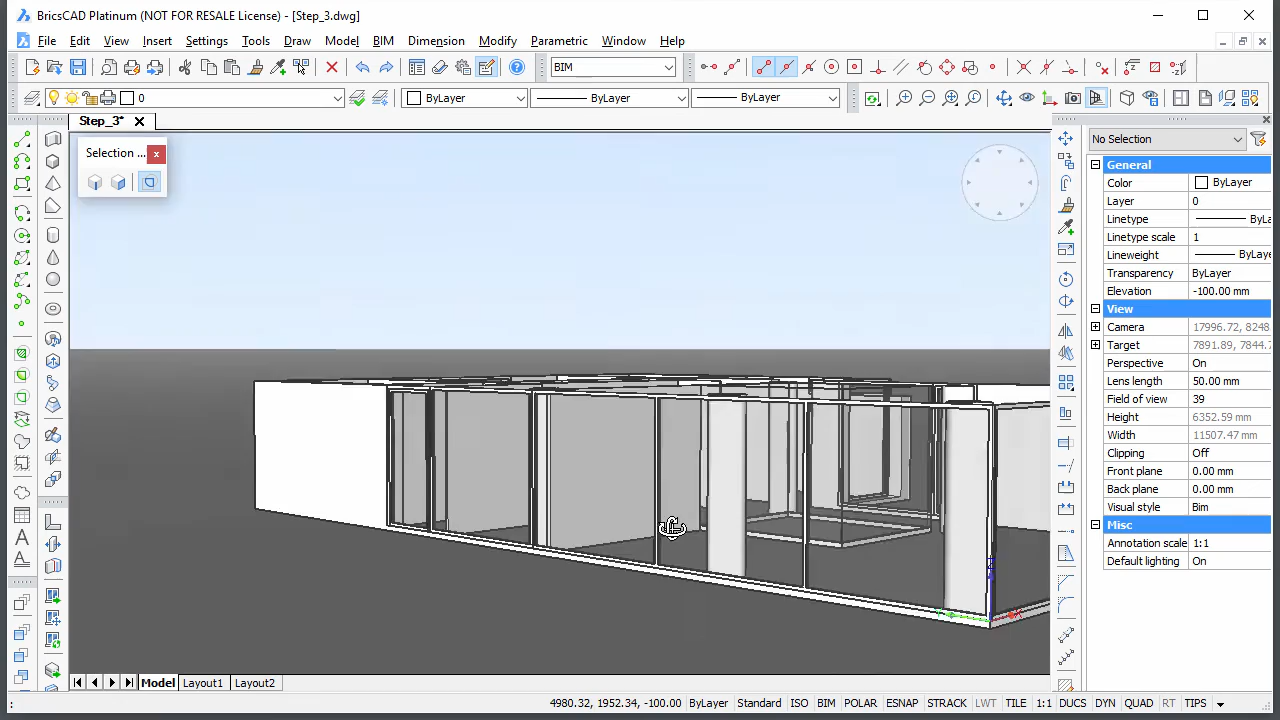 BricsCAD Platinum (NOT FOR RESALE License) - [Step_3.dwg]
File Edit View Insert Settings Tools Draw Model BIM Dimension Modify Parametric Window Help
BIM
0 ByLayer ByLayer ByLayer
Step_3*
Selection ...
No Selection
General
Color ByLayer
Layer 0
Linetype ByLa
Linetype scale 1
Lineweight ByLaye
Transparency ByLayer
Elevation -100.00 mm
View
Camera 17996.72, 8248
Target 7891.89, 7844.7
Perspective On
Lens length 50.00 mm
Field of view 39
Height 6352.59 mm
Width 11507.47 mm
Clipping Off
Front plane 0.00 mm
Back plane 0.00 mm
Visual style Bim
Misc
Annotation scale 1:1
Default lighting On
Model Layout1 Layout2
: 4980.32, 1952.34, -100.00 ByLayer Standard ISO BIM POLAR ESNAP STRACK LWT TILE 1:1 DUCS DYN QUAD RT TIPS